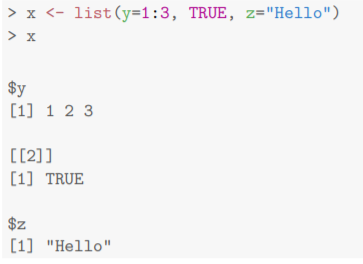 > x <- list(y=1:3, TRUE, z="Hello")
> x
$y
[1] 1 2 3
[[2]]
[1] TRUE
$z
[1] "Hello"